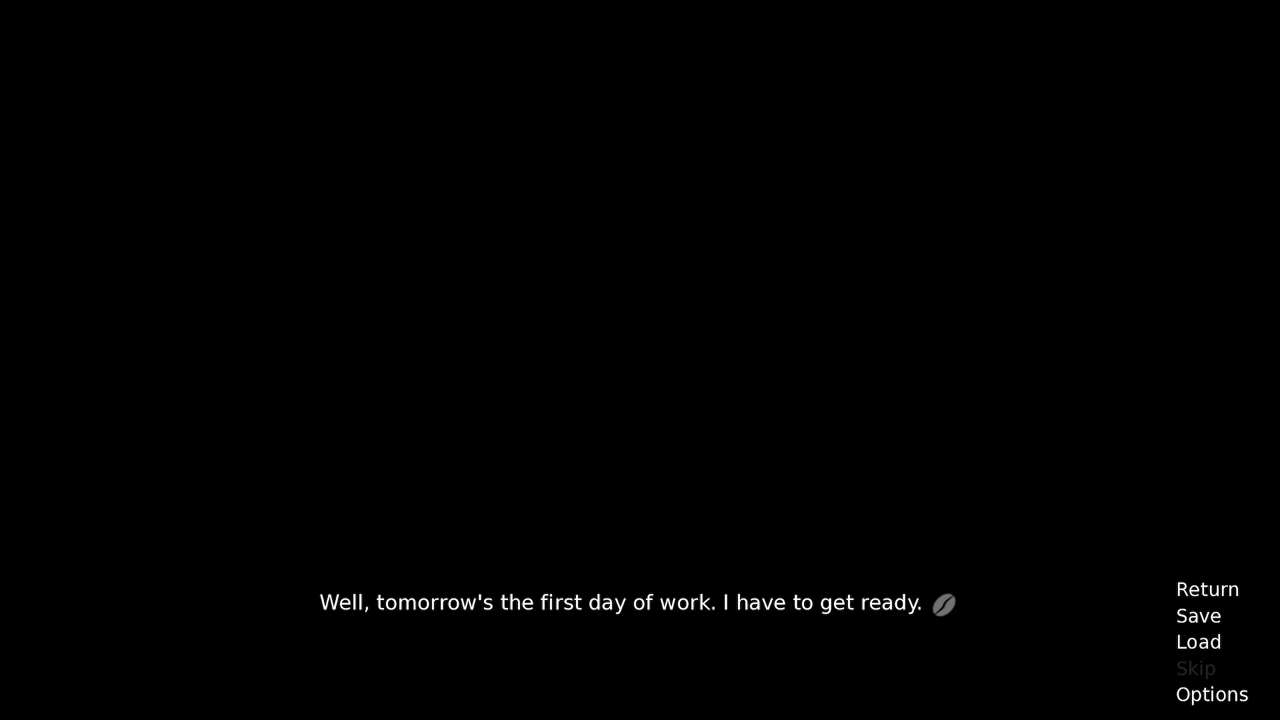 Well, tomorrow's the first day of work. I have to get ready.
Return
Save
Load
Skip
Options